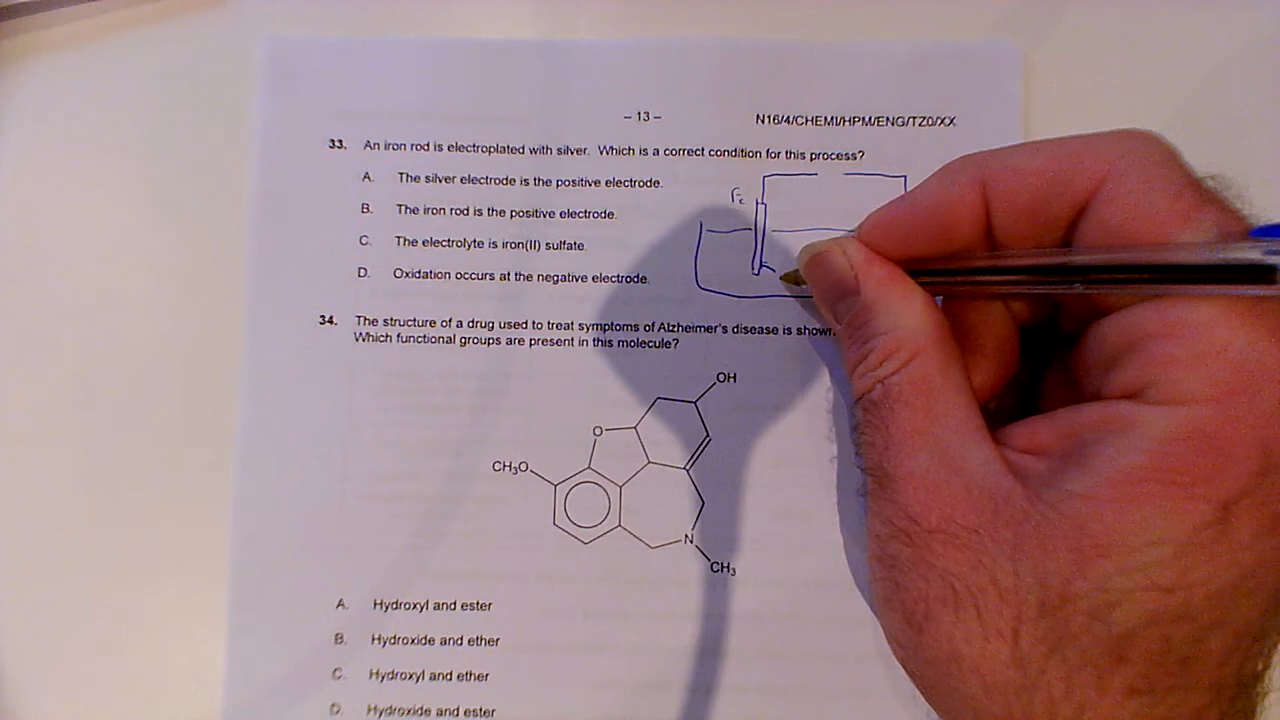 – 13 –
N16/4/CHEMI/HPM/ENG/TZ0/XX
33. An iron rod is electroplated with silver. Which is a correct condition for this process?
A. The silver electrode is the positive electrode.
B. The iron rod is the positive electrode.
C. The electrolyte is iron(II) sulfate.
D. Oxidation occurs at the negative electrode.
Fe
34. The structure of a drug used to treat symptoms of Alzheimer's disease is shown.
Which functional groups are present in this molecule?
OH
O
CH3O
N
CH3
A. Hydroxyl and ester
B. Hydroxide and ether
C. Hydroxyl and ether
D. Hydroxide and ester